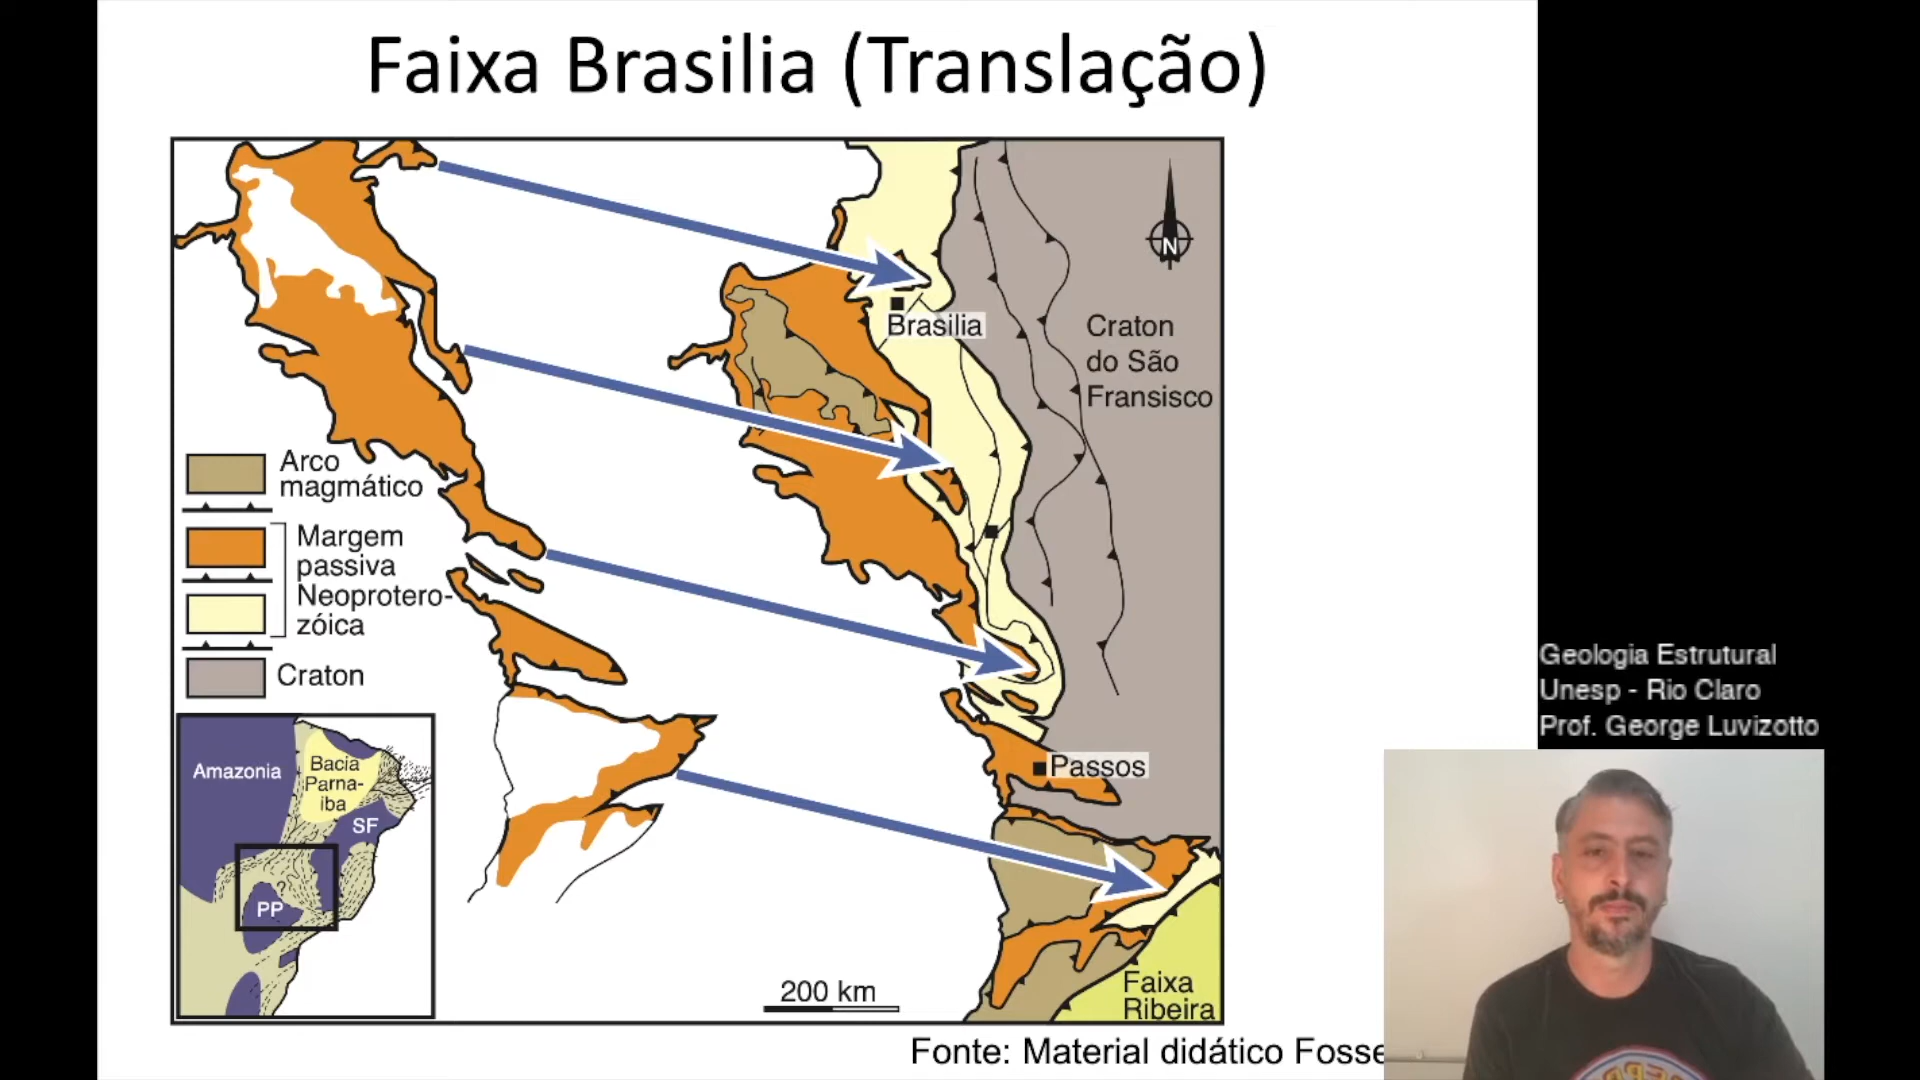 Faixa Brasilia (Translação)
N
Brasilia
Craton
do São
Fransisco
Arco
magmático
Margem
passiva
Neoprotero-
zóica
Craton
Amazonia
Bacia
Parna-
iba
SF
PP
Passos
200 km
Faixa
Ribeira
Fonte: Material didático Fosse
Geologia Estrutural
Unesp - Rio Claro
Prof. George Luvizotto